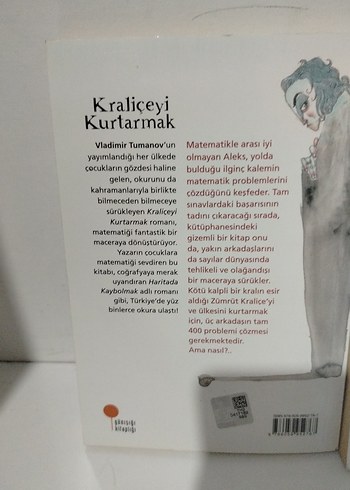 Kraliçeyi
Kurtarmak
Vladimir Tumanov'un
yayımlandığı her ülkede
çocukların gözdesi haline
gelen, okurunu da
kahramanlarıyla birlikte
bilmeceden bilmeceye
sürükleyen Kraliçeyi
Kurtarmak romanı,
matematiği fantastik bir
maceraya dönüştürüyor.
Yazarın çocuklara
matematiği sevdiren bu
kitabı, coğrafyaya merak
uyandıran Haritada
Kaybolmak adlı romanı
gibi, Türkiye'de yüz
binlerce okura ulaştı!
Matematikle arası iyi
olmayan Aleks, yolda
bulduğu ilginç kalemin
matematik problemlerini
çözdüğünü keşfeder. Tam
sınavlardaki başarısının
tadını çıkaracağı sırada,
kütüphanesindeki
gizemli bir kitap onu
da, yakın arkadaşlarını
da sayılar dünyasında
tehlikeli ve olağandışı
bir maceraya sürükler.
Kötü kalpli bir kralın esir
aldığı Zümrüt Kraliçe'yi
ve ülkesini kurtarmak
için, üç arkadaşın tam
400 problemi çözmesi
gerekmektedir.
Ama nasıl?..
günışığı
kitaplığı